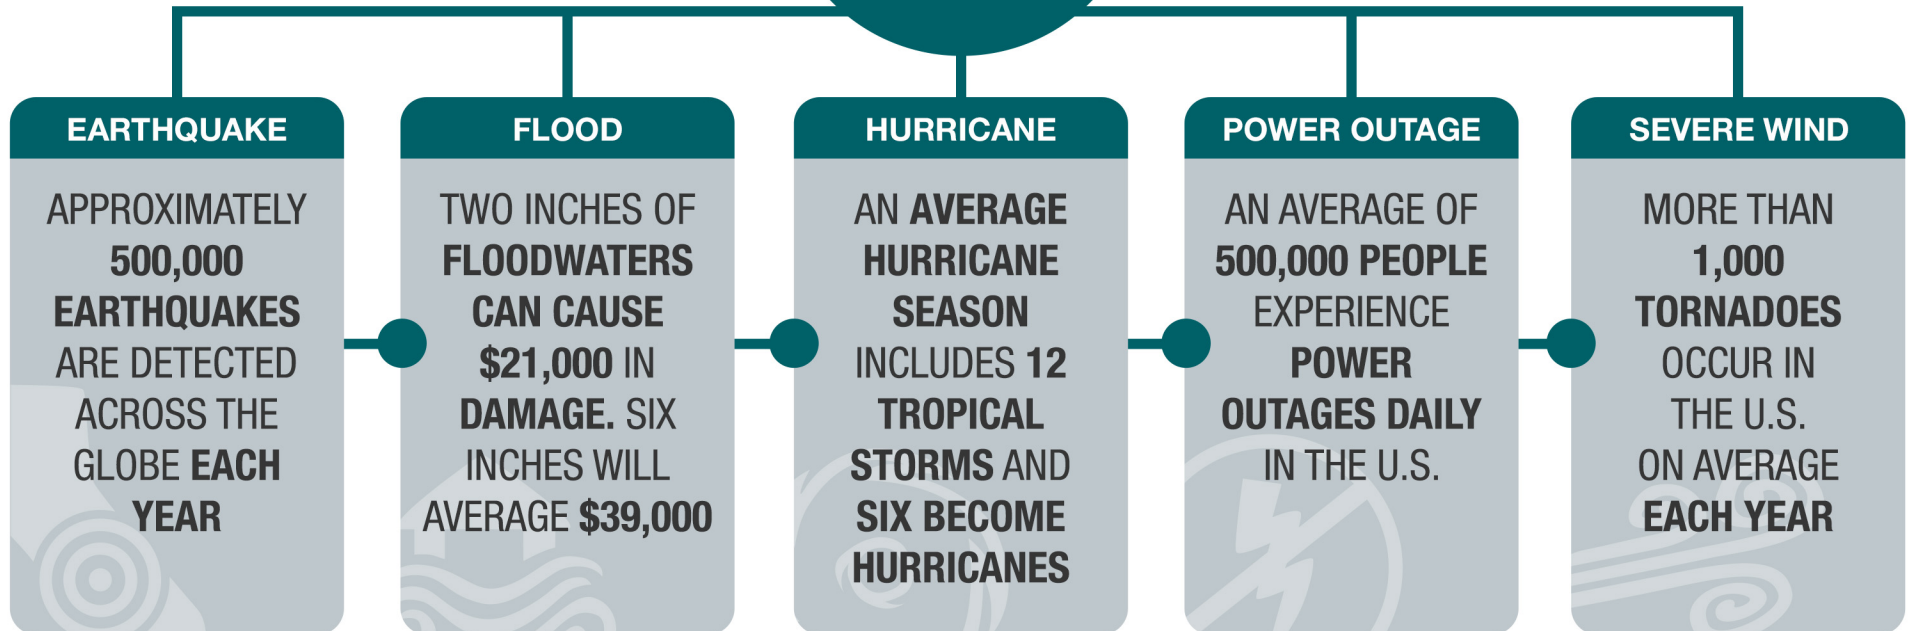 EARTHQUAKE
APPROXIMATELY
500,000
EARTHQUAKES
ARE DETECTED
ACROSS THE
GLOBE EACH
YEAR
FLOOD
TWO INCHES OF
FLOODWATERS
CAN CAUSE
$21,000 IN
DAMAGE. SIX
INCHES WILL
AVERAGE $39,000
HURRICANE
AN AVERAGE
HURRICANE
SEASON
INCLUDES 12
TROPICAL
STORMS AND
SIX BECOME
HURRICANES
POWER OUTAGE
AN AVERAGE OF
500,000 PEOPLE
EXPERIENCE
POWER
OUTAGES DAILY
IN THE U.S.
SEVERE WIND
MORE THAN
1,000
TORNADOES
OCCUR IN
THE U.S.
ON AVERAGE
EACH YEAR